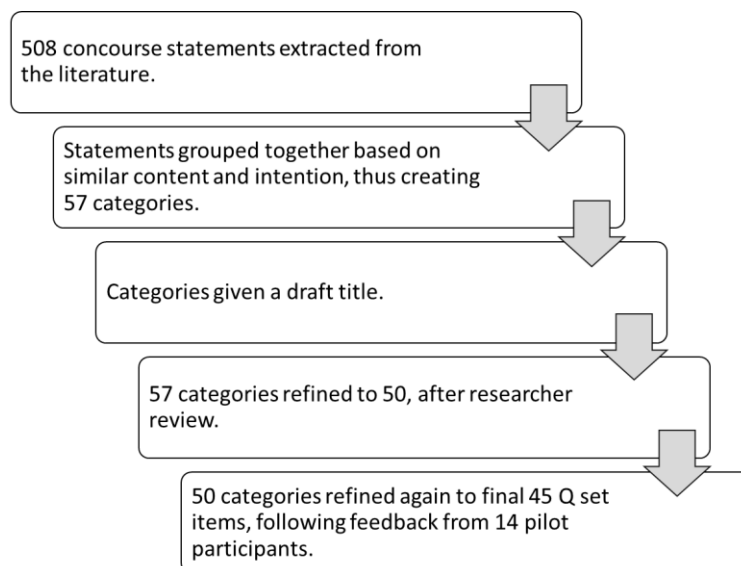 508 concourse statements extracted from
the literature.
Statements grouped together based on
similar content and intention, thus creating
57 categories.
Categories given a draft title.
57 categories refined to 50, after researcher
review.
50 categories refined again to final 45 Q set
items, following feedback from 14 pilot
participants.